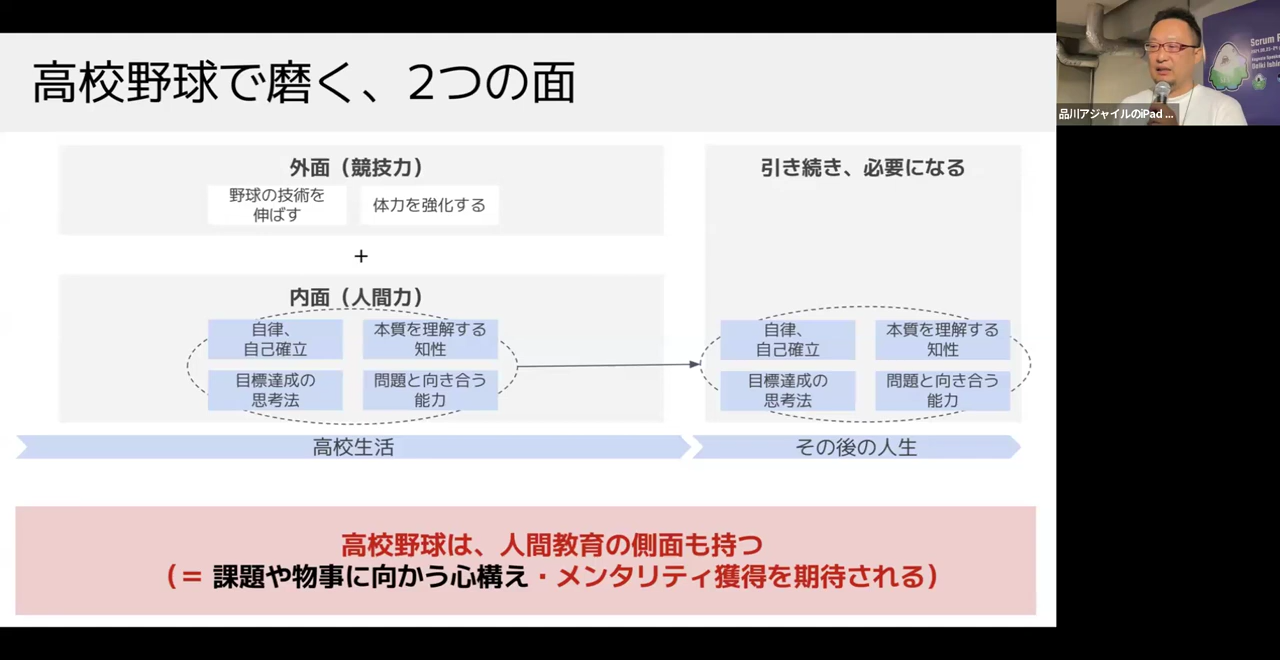 高校野球で磨く、2つの面
外面（競技力）
野球の技術を
伸ばす
体力を強化する
+
内面（人間力）
自律、
自己確立
本質を理解する
知性
目標達成の
思考法
問題と向き合う
能力
引き続き、必要になる
自律、
自己確立
本質を理解する
知性
目標達成の
思考法
問題と向き合う
能力
高校生活
その後の人生
高校野球は、人間教育の側面も持つ
（= 課題や物事に向かう心構え・メンタリティ獲得を期待される）
Scrum
品川アジャイルのiPad ...